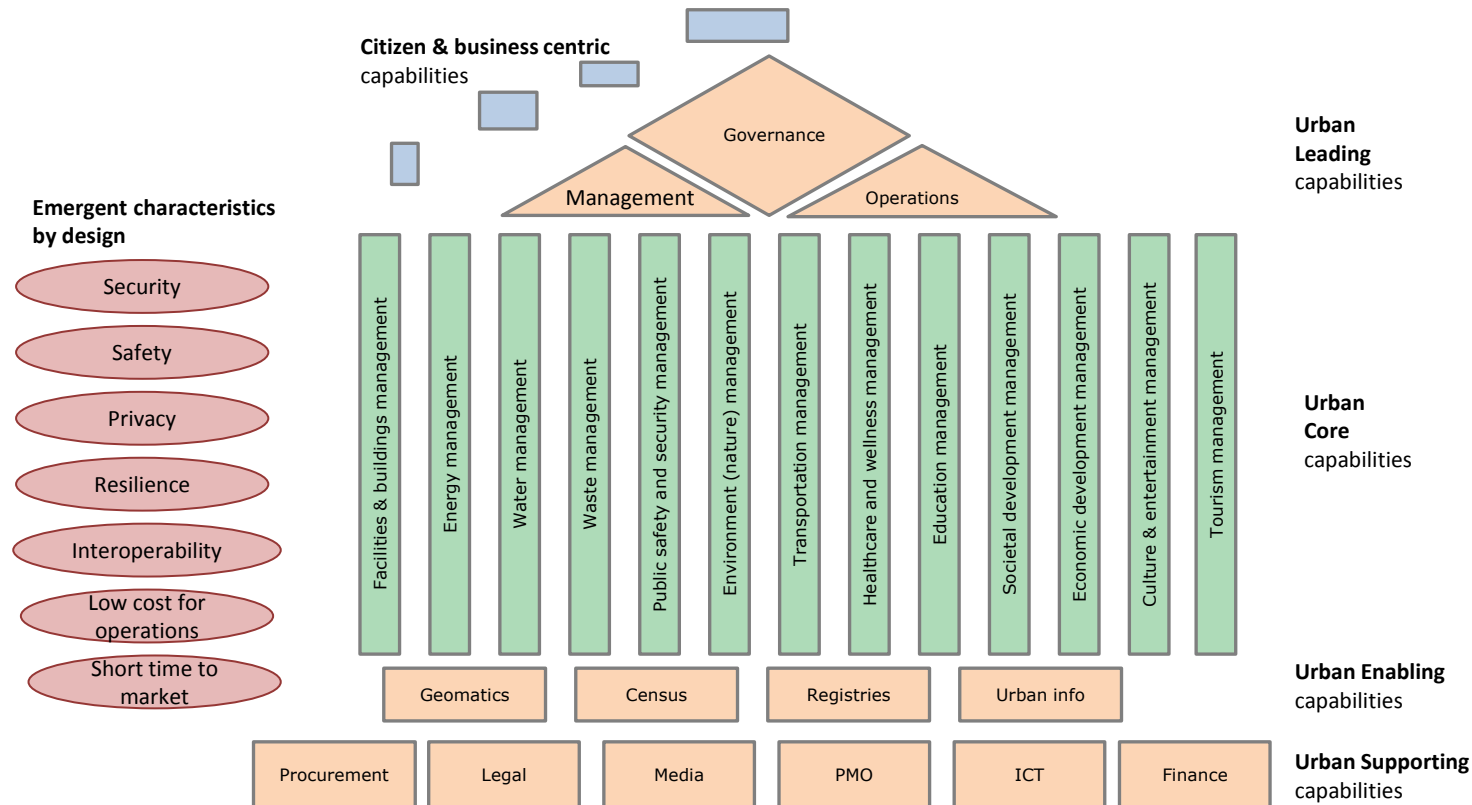 Citizen & business centric
capabilities
Governance
Management
Operations
Urban
Leading
capabilities
Emergent characteristics
by design
Security
Safety
Privacy
Resilience
Interoperability
Low cost for
operations
Short time to
market
Facilities & buildings management
Energy management
Water management
Waste management
Public safety and security management
Environment (nature) management
Transportation management
Healthcare and wellness management
Education management
Societal development management
Economic development management
Culture & entertainment management
Tourism management
Urban
Core
capabilities
Geomatics
Census
Registries
Urban info
Urban Enabling
capabilities
Procurement
Legal
Media
PMO
ICT
Finance
Urban Supporting
capabilities